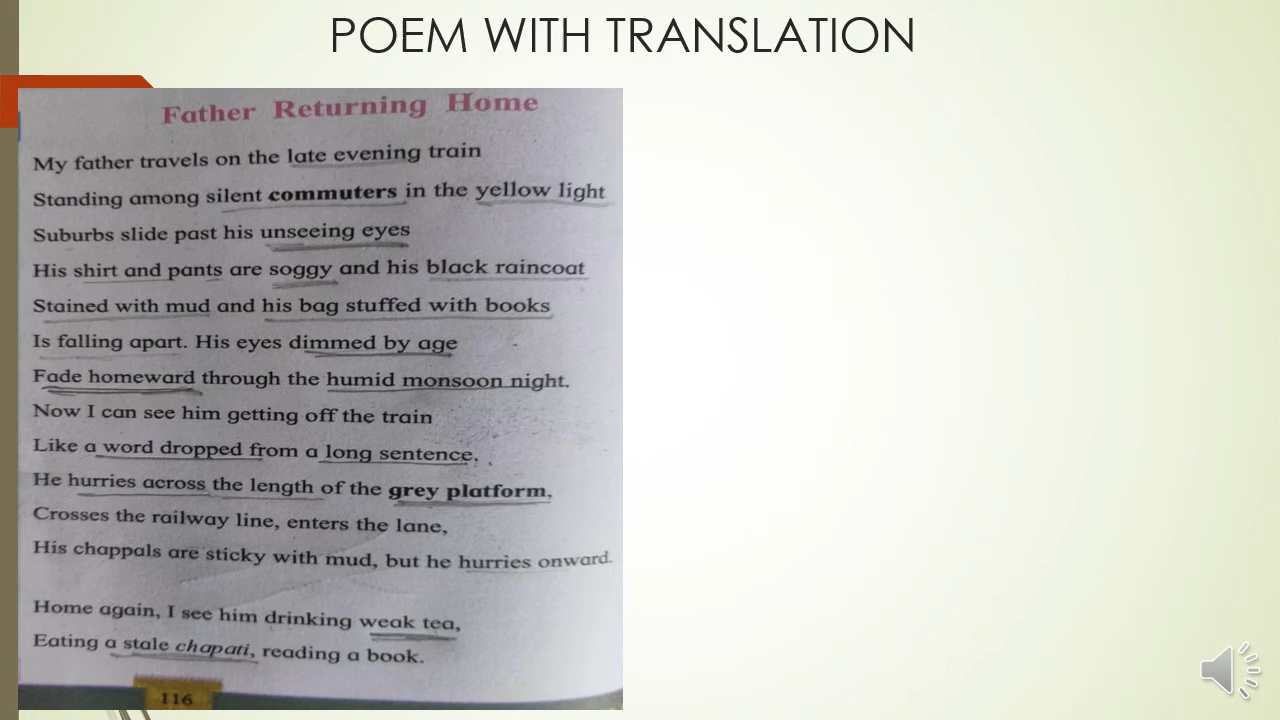 POEM WITH TRANSLATION
Father Returning Home
My father travels on the late evening train
Standing among silent commuters in the yellow light
Suburbs slide past his unseeing eyes
His shirt and pants are soggy and his black raincoat
Stained with mud and his bag stuffed with books
Is falling apart. His eyes dimmed by age
Fade homeward through the humid monsoon night.
Now I can see him getting off the train
Like a word dropped from a long sentence.
He hurries across the length of the grey platform,
Crosses the railway line, enters the lane,
His chappals are sticky with mud, but he hurries onward.
Home again, I see him drinking weak tea,
Eating a stale chapati, reading a book.
116